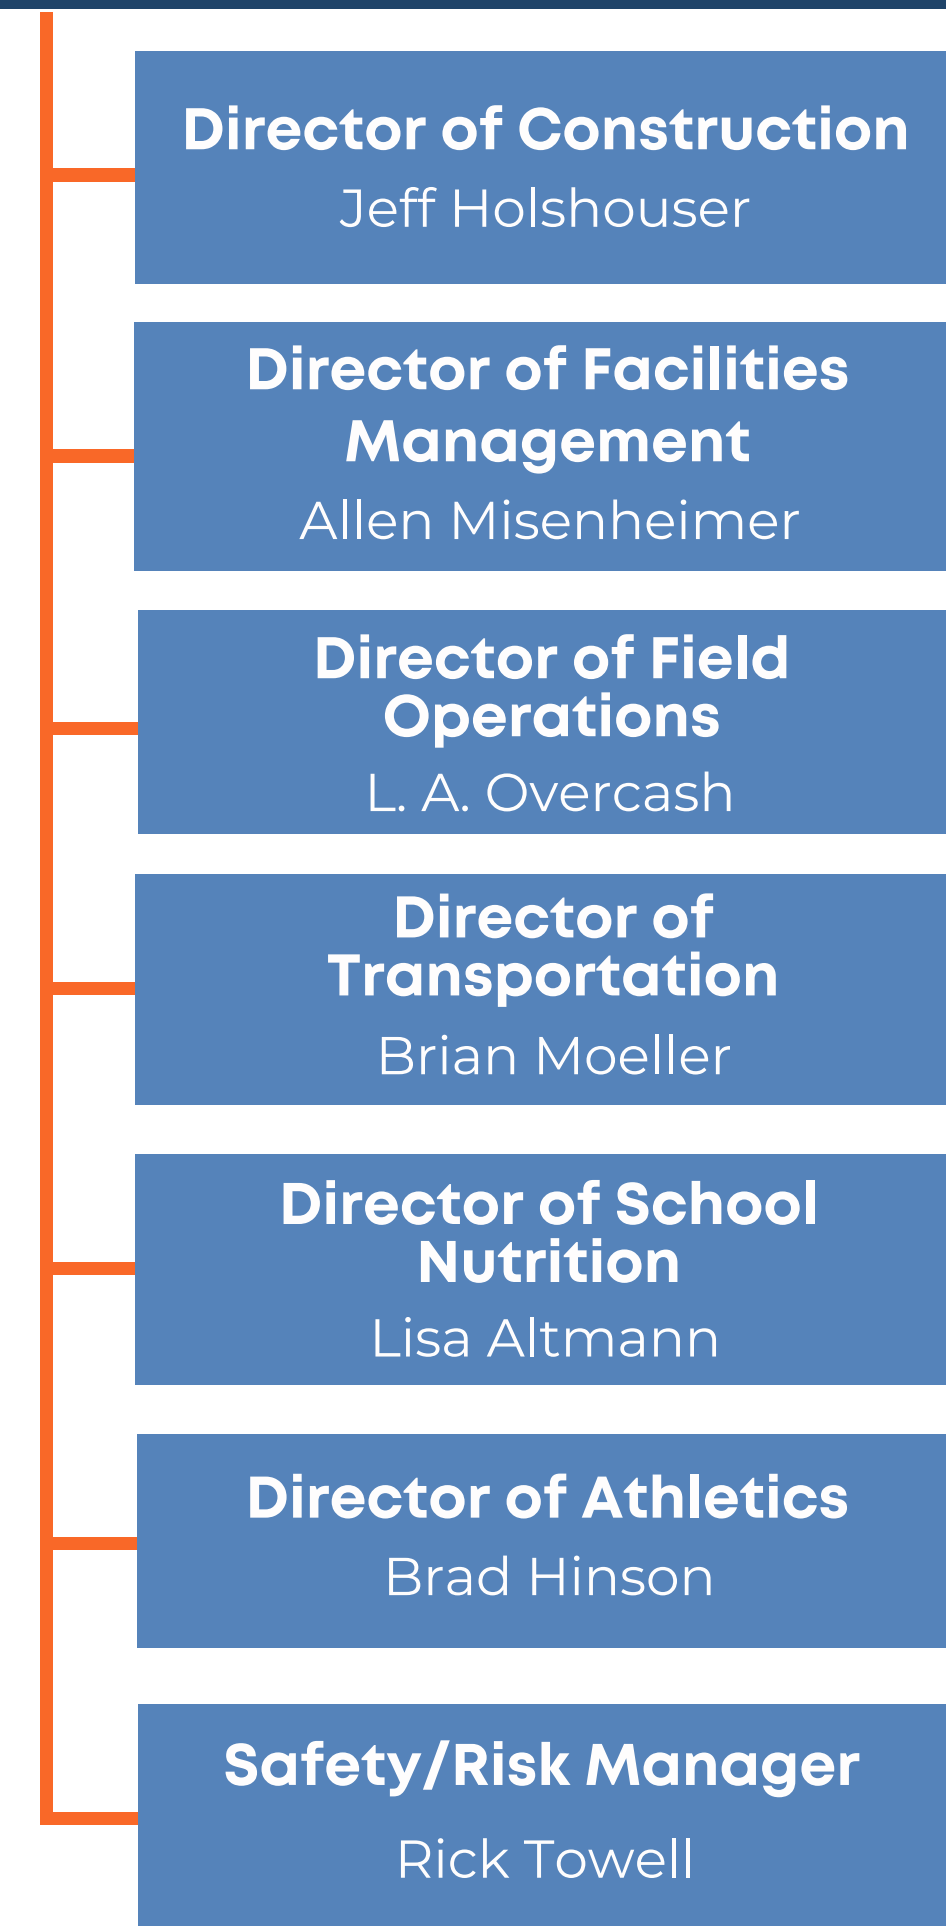 Director of Construction
Jeff Holshouser
Director of Facilities
Management
Allen Misenheimer
Director of Field
Operations
L. A. Overcash
Director of
Transportation
Brian Moeller
Director of School
Nutrition
Lisa Altmann
Director of Athletics
Brad Hinson
Safety/Risk Manager
Rick Towell